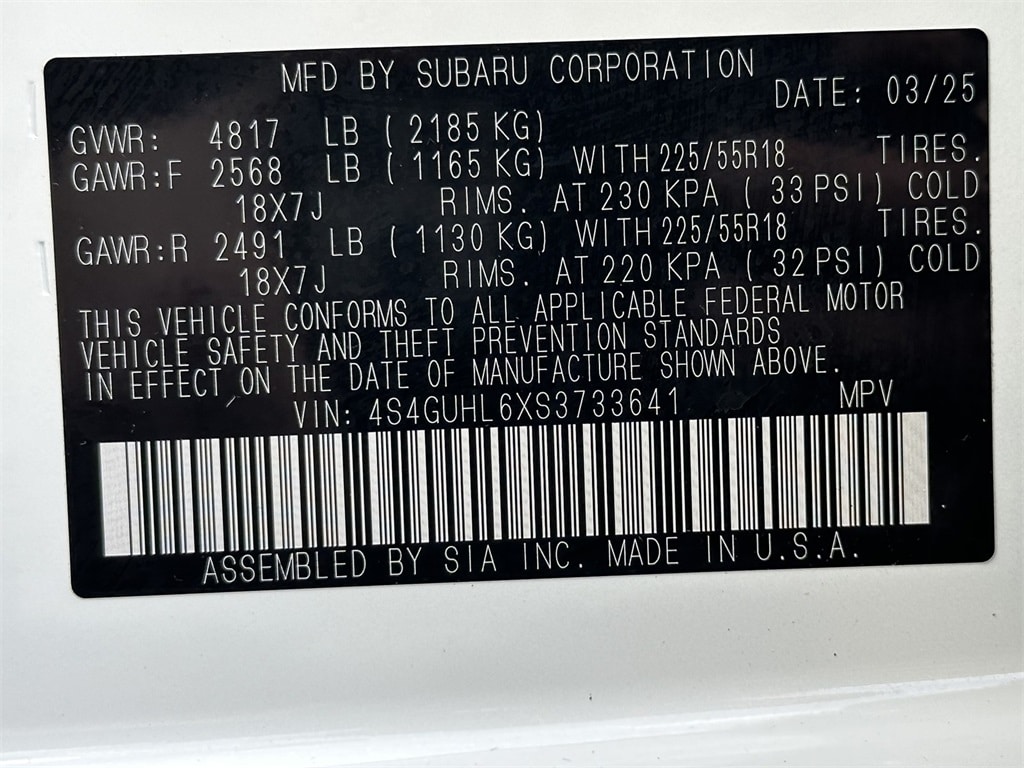 MFD BY SUBARU CORPORATION
DATE: 03/25
GVWR: 4817 LB ( 2185 KG)
GAWR:F 2568 LB ( 1165 KG) WITH 225/55R18 TIRES.
18X7J RIMS. AT 230 KPA ( 33 PSI) COLD
GAWR:R 2491 LB ( 1130 KG) WITH 225/55R18 TIRES.
18X7J RIMS. AT 220 KPA ( 32 PSI) COLD
THIS VEHICLE CONFORMS TO ALL APPLICABLE FEDERAL MOTOR
VEHICLE SAFETY AND THEFT PREVENTION STANDARDS
IN EFFECT ON THE DATE OF MANUFACTURE SHOWN ABOVE.
VIN: 4S4GUHL6XS3733641 MPV
ASSEMBLED BY SIA INC. MADE IN U.S.A.